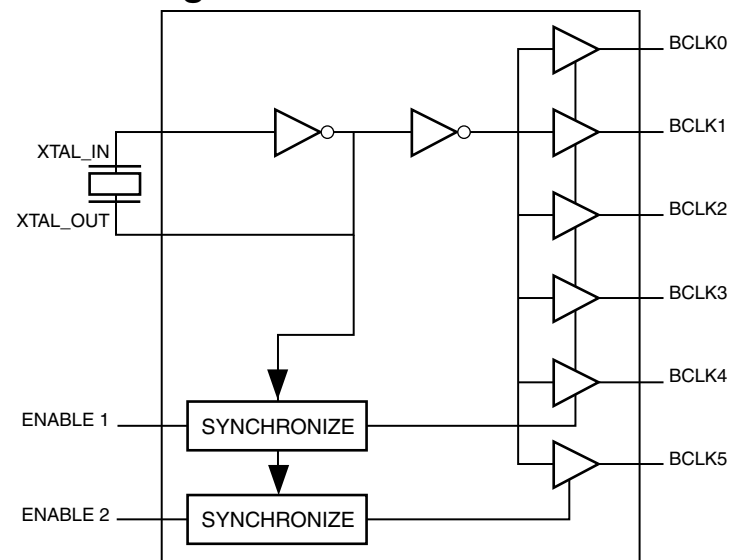 BCLK0
BCLK1
XTAL_IN
XTAL_OUT
BCLK2
BCLK3
BCLK4
ENABLE 1
SYNCHRONIZE
BCLK5
ENABLE 2
SYNCHRONIZE